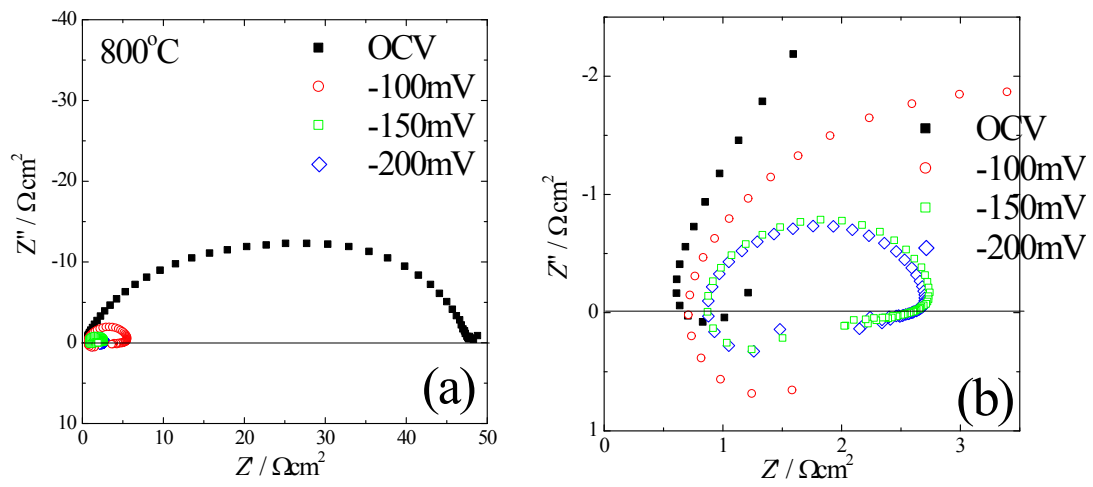 -40
-30
-20
-10
0
10
0 10 20 30 40 50
Z'' / Ωcm²
Z' / Ωcm²
800°C
OCV
-100mV
-150mV
-200mV
(a)
-2
-1
0
1
0 1 2 3
Z'' / Ωcm²
Z' / Ωcm²
OCV
-100mV
-150mV
-200mV
(b)